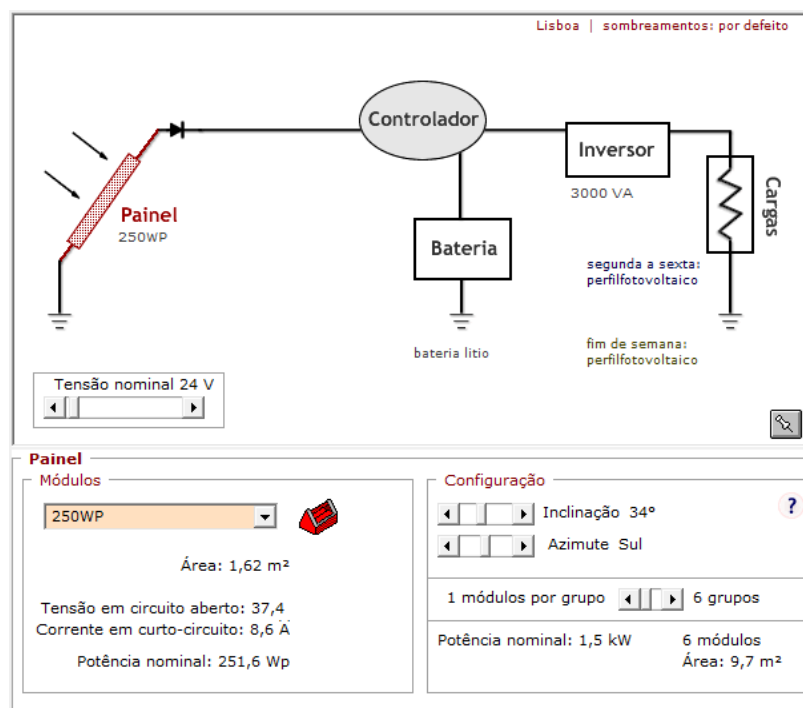 Lisboa | sombreamentos: por defeito
Controlador
Inversor
3000 VA
Cargas
Painel
250WP
Bateria
segunda a sexta:
perfilfotovoltaico
bateria litio
fim de semana:
perfilfotovoltaico
Tensão nominal 24 V
Painel
Módulos
250WP
Área: 1,62 m²
Tensão em circuito aberto: 37,4
Corrente em curto-circuito: 8,6 A
Potência nominal: 251,6 Wp
Configuração
Inclinação 34°
?
Azimute Sul
1 módulos por grupo 6 grupos
Potência nominal: 1,5 kW 6 módulos
Área: 9,7 m²